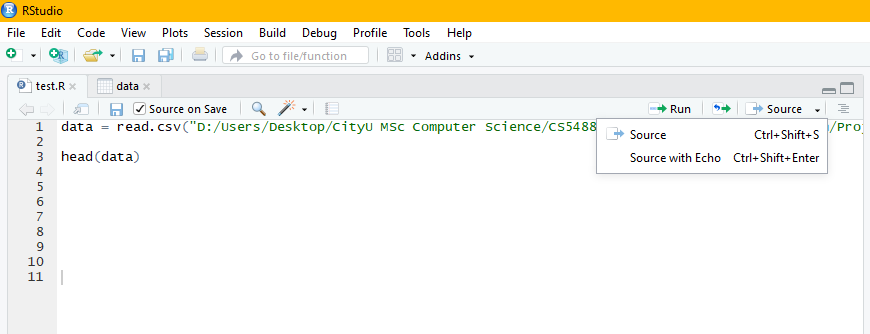 RStudio
File Edit Code View Plots Session Build Debug Profile Tools Help
Go to file/function Addins
test.R data
Source on Save Run Source
1 data = read.csv("D:/Users/Desktop/CityU MSc Computer Science/CS5488 /Proj
Source Ctrl+Shift+S
2
Source with Echo Ctrl+Shift+Enter
3 head(data)
4
5
6
7
8
9
10
11